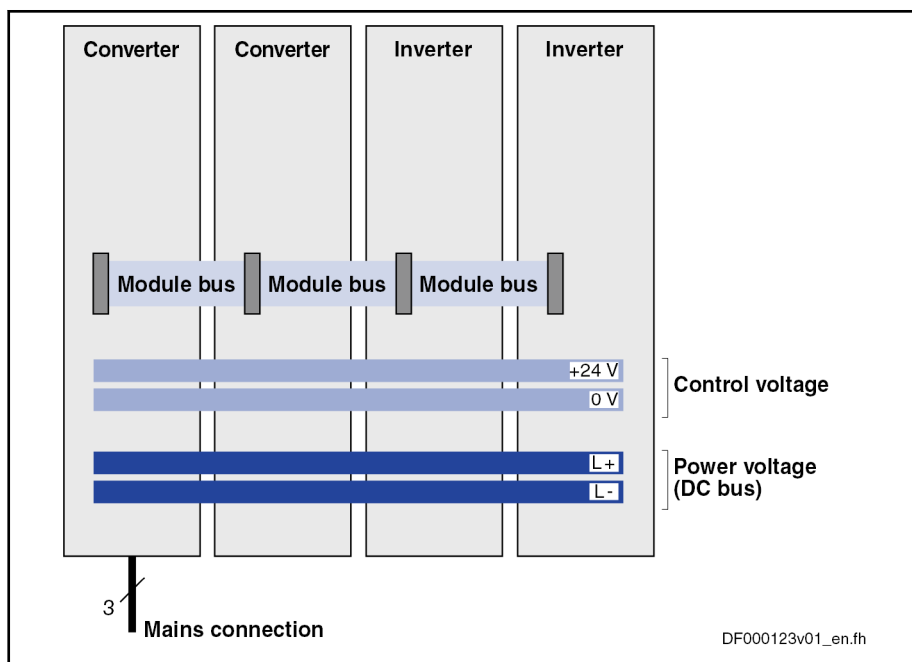 Converter
Converter
Inverter
Inverter
Module bus
Module bus
Module bus
+24 V
0 V
Control voltage
L+
L-
Power voltage
(DC bus)
3
Mains connection
DF000123v01_en.fh